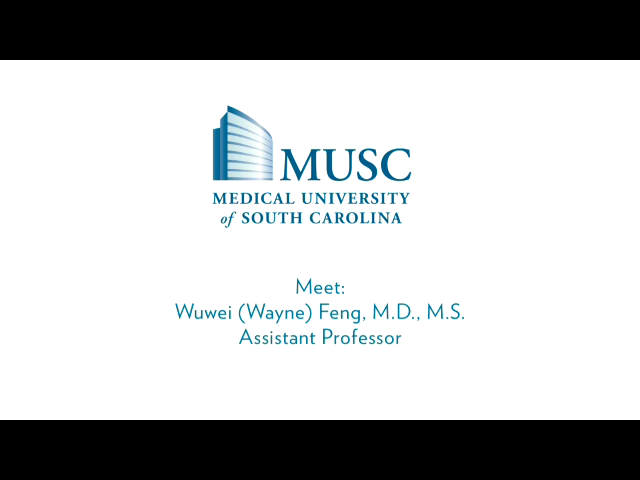 MUSC
MEDICAL UNIVERSITY
of SOUTH CAROLINA
Meet:
Wuwei (Wayne) Feng, M.D., M.S.
Assistant Professor